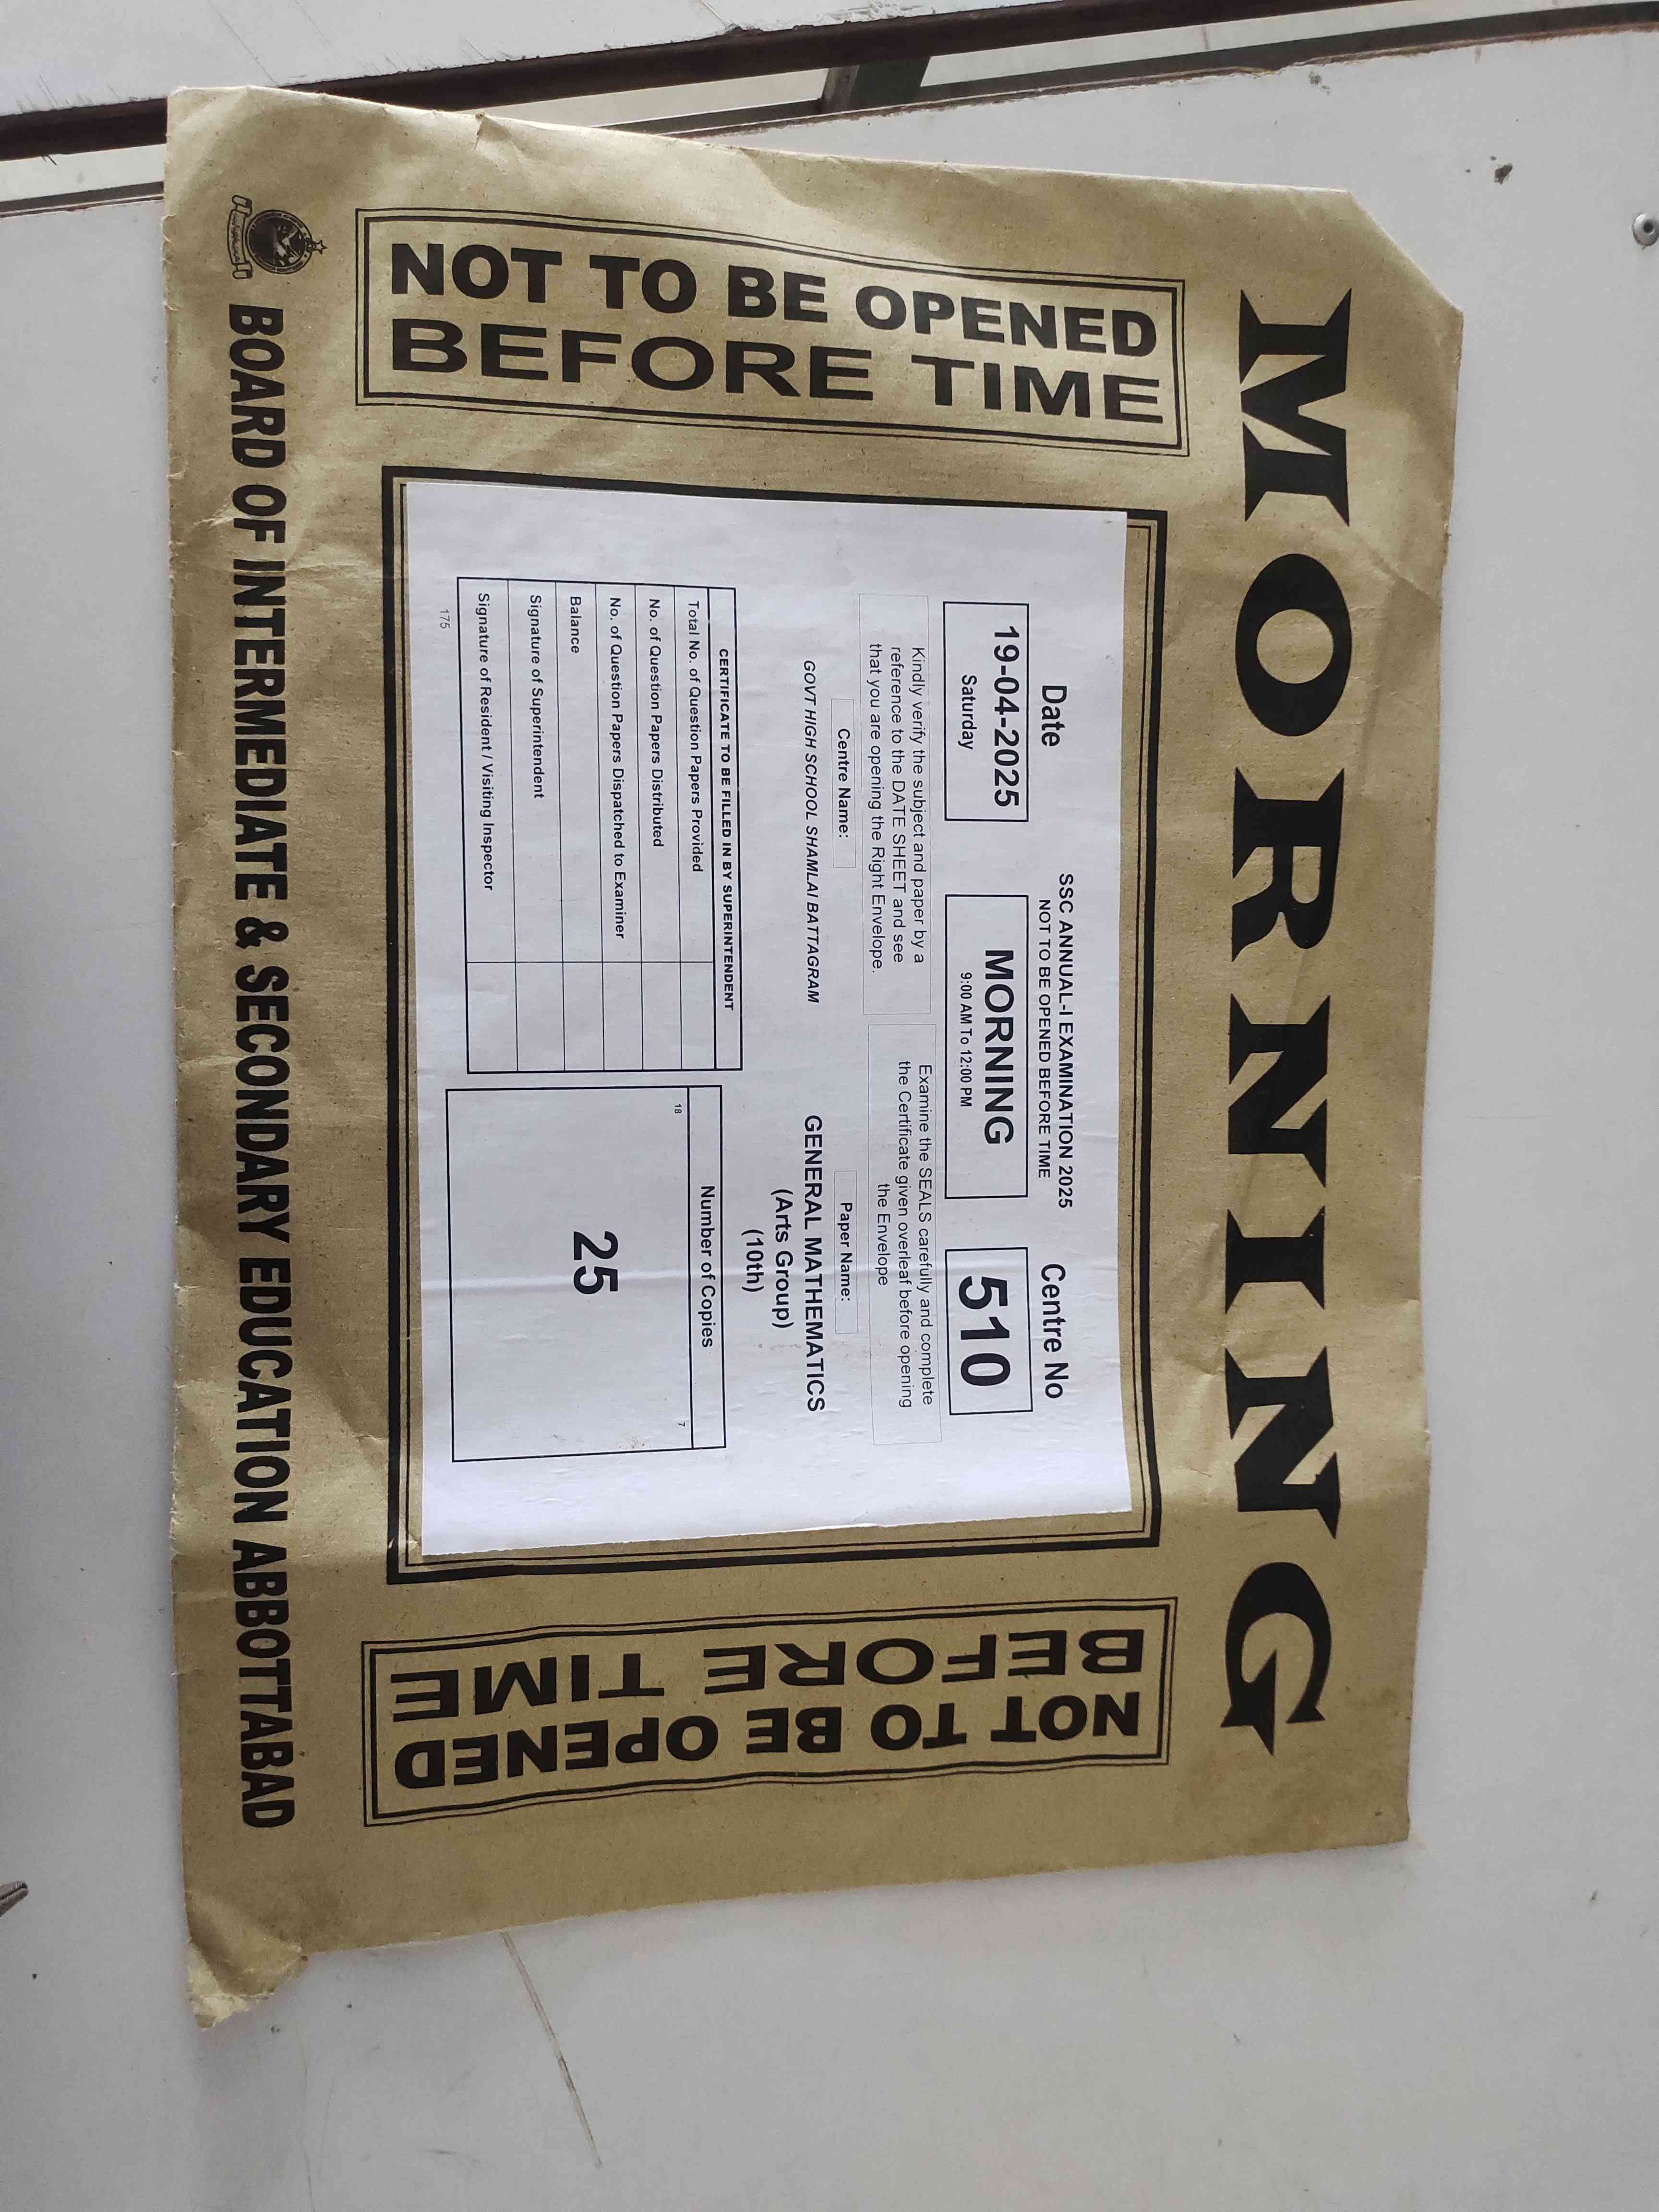 MORNING
NOT TO BE OPENED
BEFORE TIME
Date
19-04-2025
Saturday
SSC ANNUAL-I EXAMINATION 2025
NOT TO BE OPENED BEFORE TIME
MORNING
9:00 AM To 12:00 PM
Centre No
510
Kindly verify the subject and paper by a
reference to the DATE SHEET and see
that you are opening the Right Envelope.
Examine the SEALS carefully and complete
the Certificate given overleaf before opening
the Envelope
Centre Name:
GOVT HIGH SCHOOL SHAMLAI BATTAGRAM
Paper Name:
GENERAL MATHEMATICS
(Arts Group)
(10th)
CERTIFICATE TO BE FILLED IN BY SUPERINTENDENT
Total No. of Question Papers Provided
No. of Question Papers Distributed
No. of Question Papers Dispatched to Examiner
Balance
Signature of Superintendent
Signature of Resident / Visiting Inspector
175
Number of Copies
18
7
25
NOT TO BE OPENED
BEFORE TIME
BOARD OF INTERMEDIATE & SECONDARY EDUCATION ABBOTTABAD